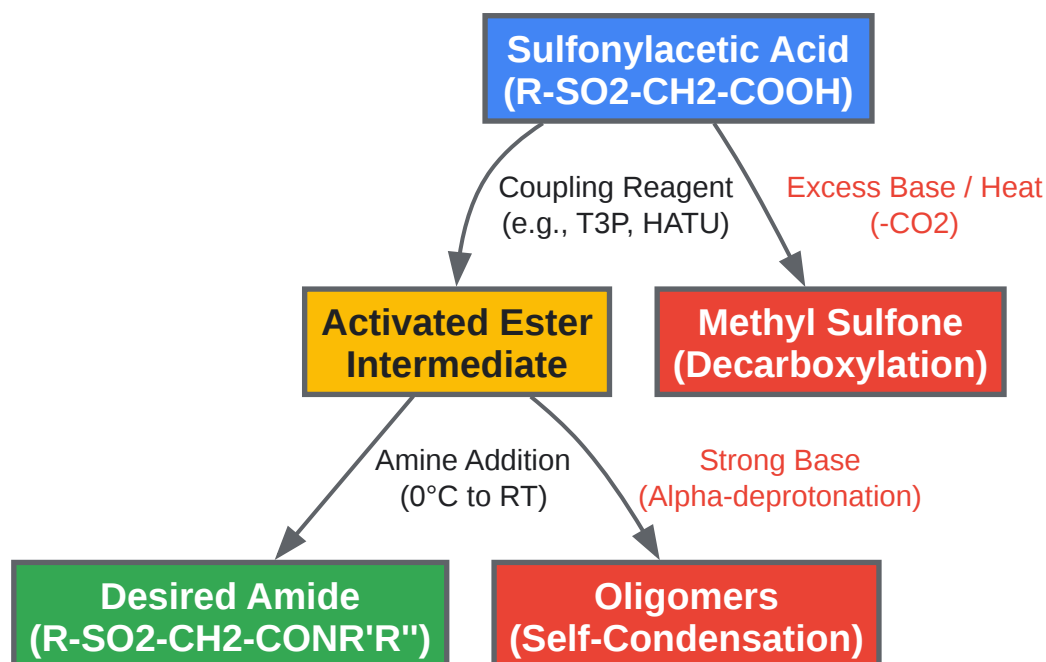 Sulfonylacetic Acid
(R-SO2-CH2-COOH)
Coupling Reagent
(e.g., T3P, HATU)
Excess Base / Heat
(-CO2)
Activated Ester
Intermediate
Methyl Sulfone
(Decarboxylation)
Amine Addition
(0°C to RT)
Strong Base
(Alpha-deprotonation)
Desired Amide
(R-SO2-CH2-CONR'R'')
Oligomers
(Self-Condensation)